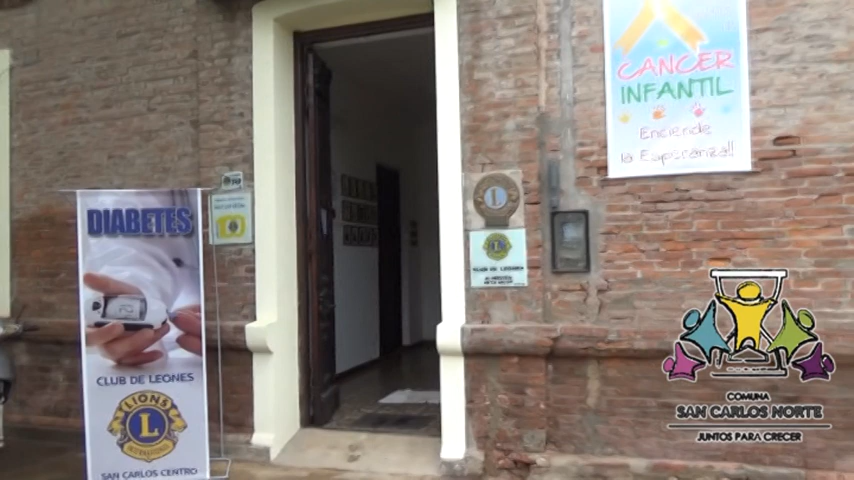 DIABETES
CLUB DE LEONES
LIONS
L
INTERNATIONAL
SAN CARLOS CENTRO
L
L
CANCER
INFANTIL
Enciende
la Esperanza!!
COMUNA
SAN CARLOS NORTE
JUNTOS PARA CRECER